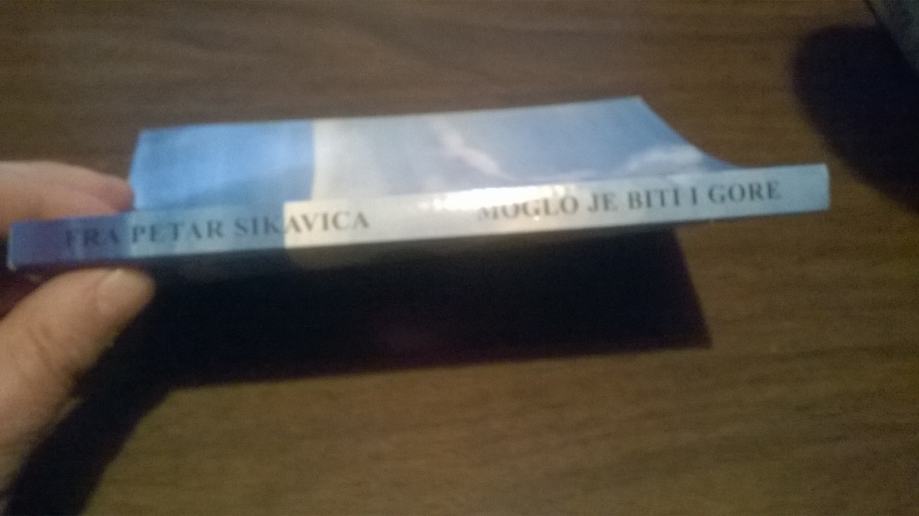 FRA PETAR SIKAVICA
MOGLO JE BITI I GORE